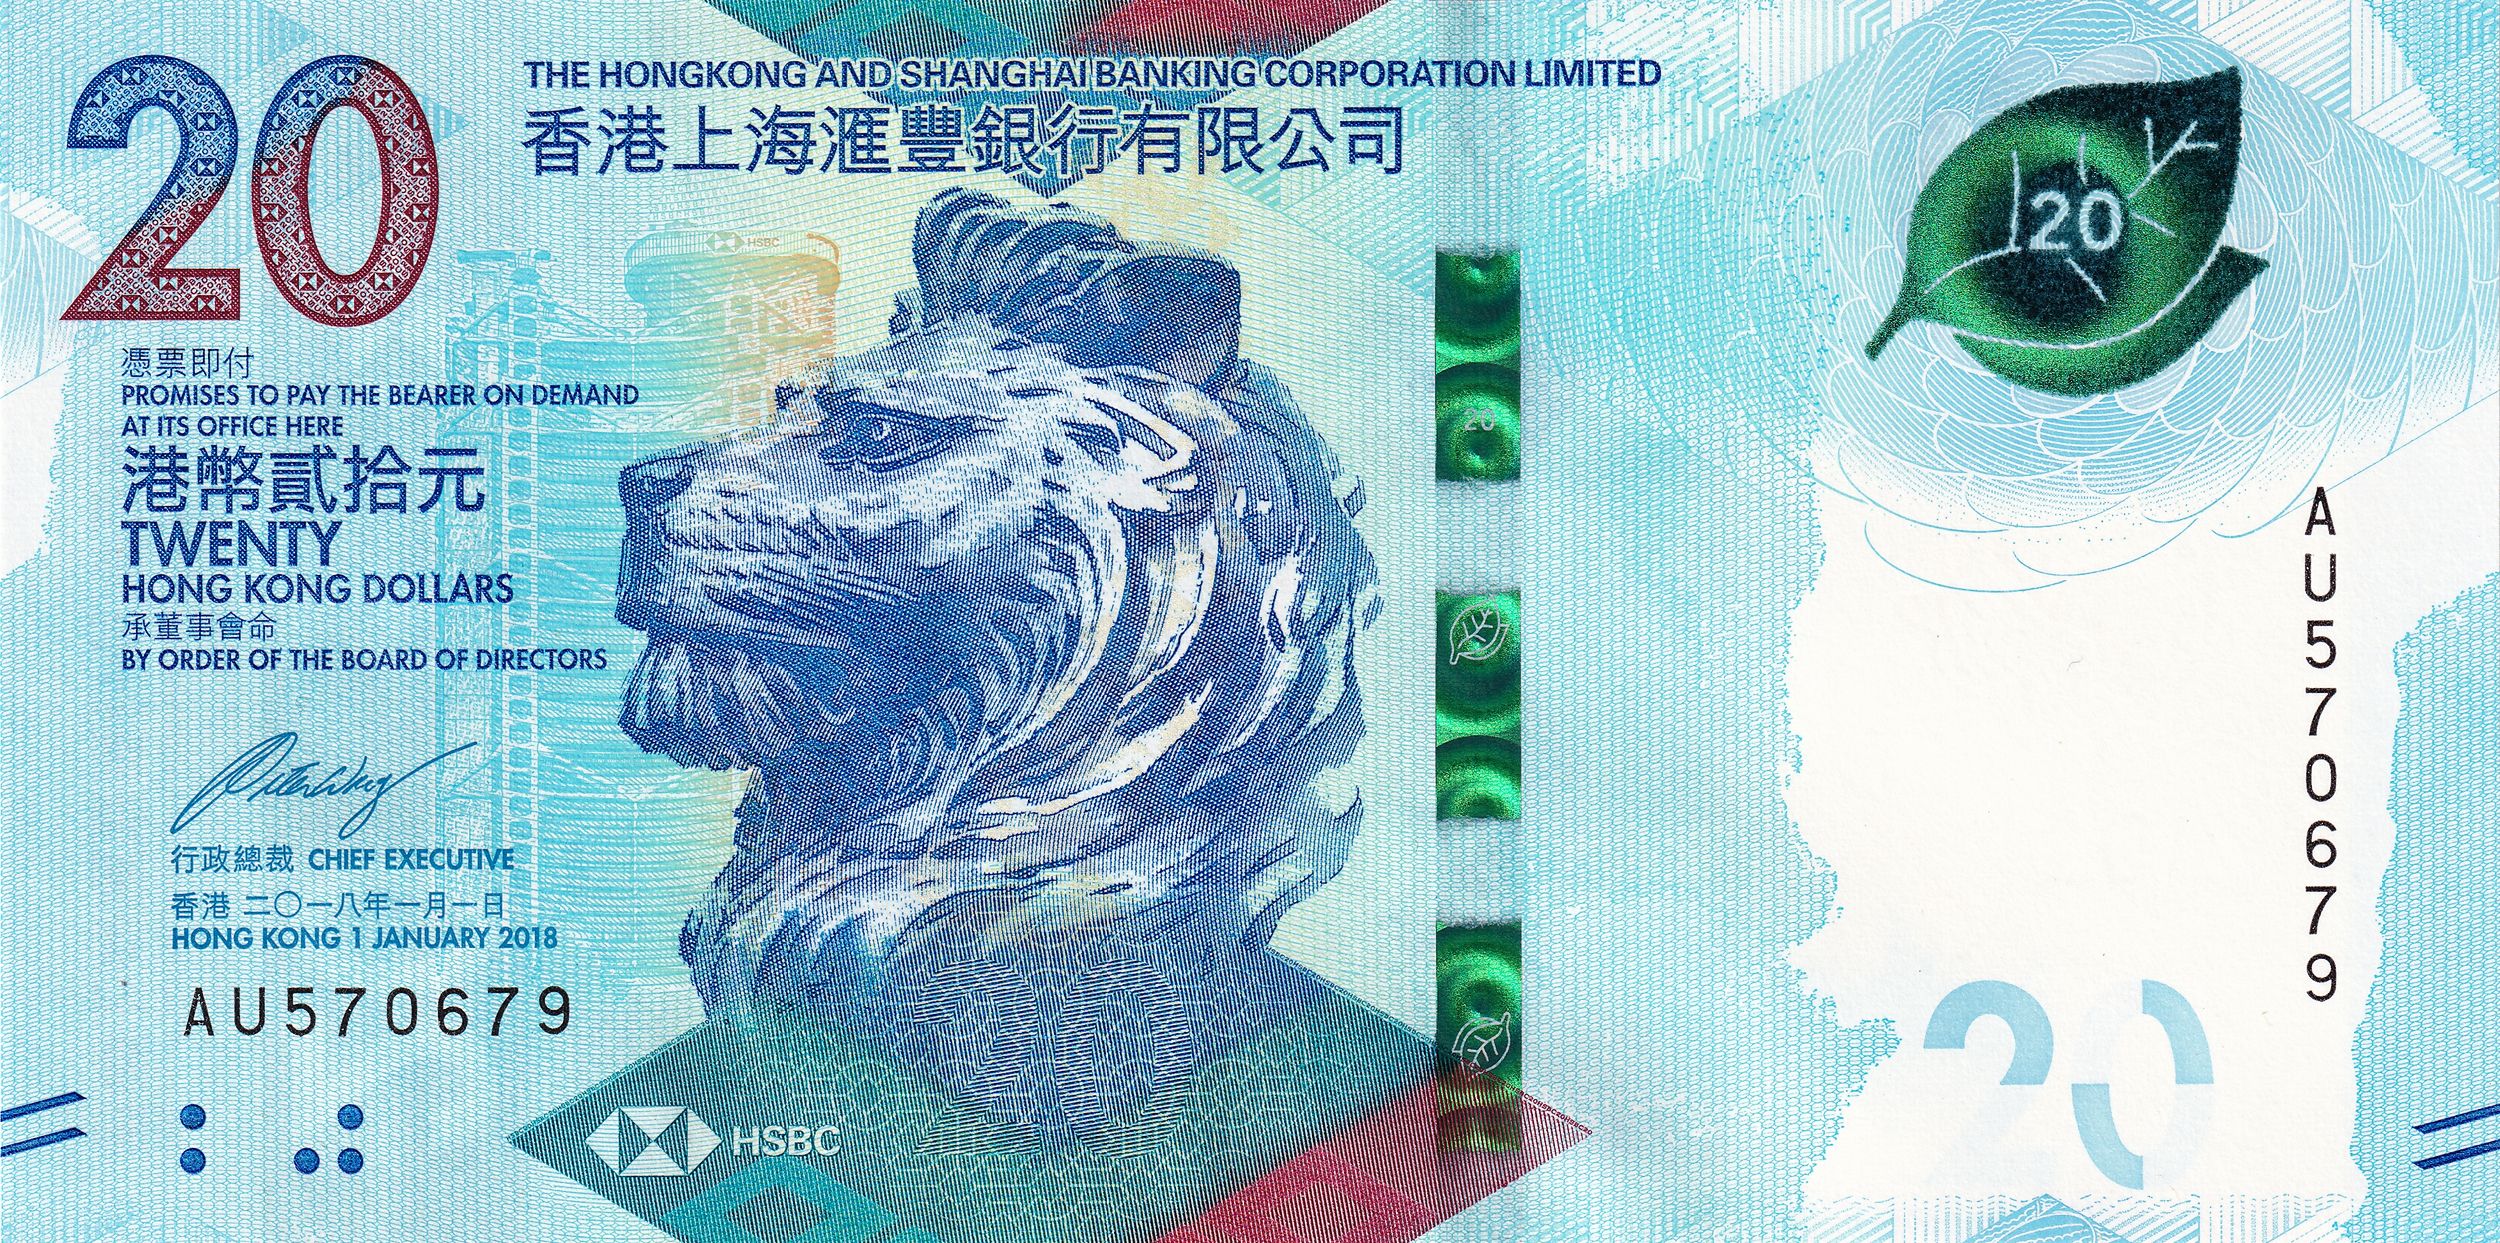 20
THE HONGKONG AND SHANGHAI BANKING CORPORATION LIMITED
香港上海滙豐銀行有限公司
20
HSBC
憑票即付
PROMISES TO PAY THE BEARER ON DEMAND
AT ITS OFFICE HERE
港幣貳拾元
TWENTY
HONG KONG DOLLARS
承董事會命
BY ORDER OF THE BOARD OF DIRECTORS
20
行政總裁 CHIEF EXECUTIVE
香港 二〇一八年一月一日
HONG KONG 1 JANUARY 2018
AU570679
AU570679
20
HSBC
20